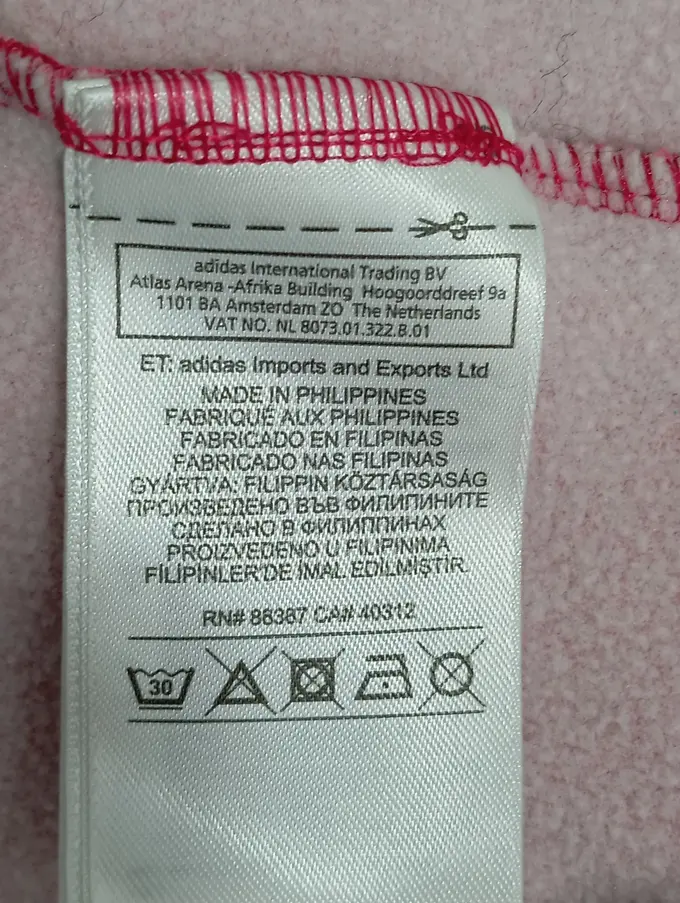 adidas International Trading BV
Atlas Arena -Afrika Building Hoogoorddreef 9a
1101 BA Amsterdam ZO The Netherlands
VAT NO. NL 8073.01.322.B.01
ET: adidas Imports and Exports Ltd
MADE IN PHILIPPINES
FABRIQUÉ AUX PHILIPPINES
FABRICADO EN FILIPINAS
FABRICADO NAS FILIPINAS
GYÁRTVA: FILIPPIN KÖZTÁRSASÁG
ПРОИЗВЕДЕНО ВЪВ ФИЛИПИНИТЕ
СДЕЛАНО В ФИЛИППИНАХ
PROIZVEDENO U FILIPINIMA
FİLİPİNLER'DE İMAL EDİLMİŞTİR
RN# 88387 CA# 40312
30